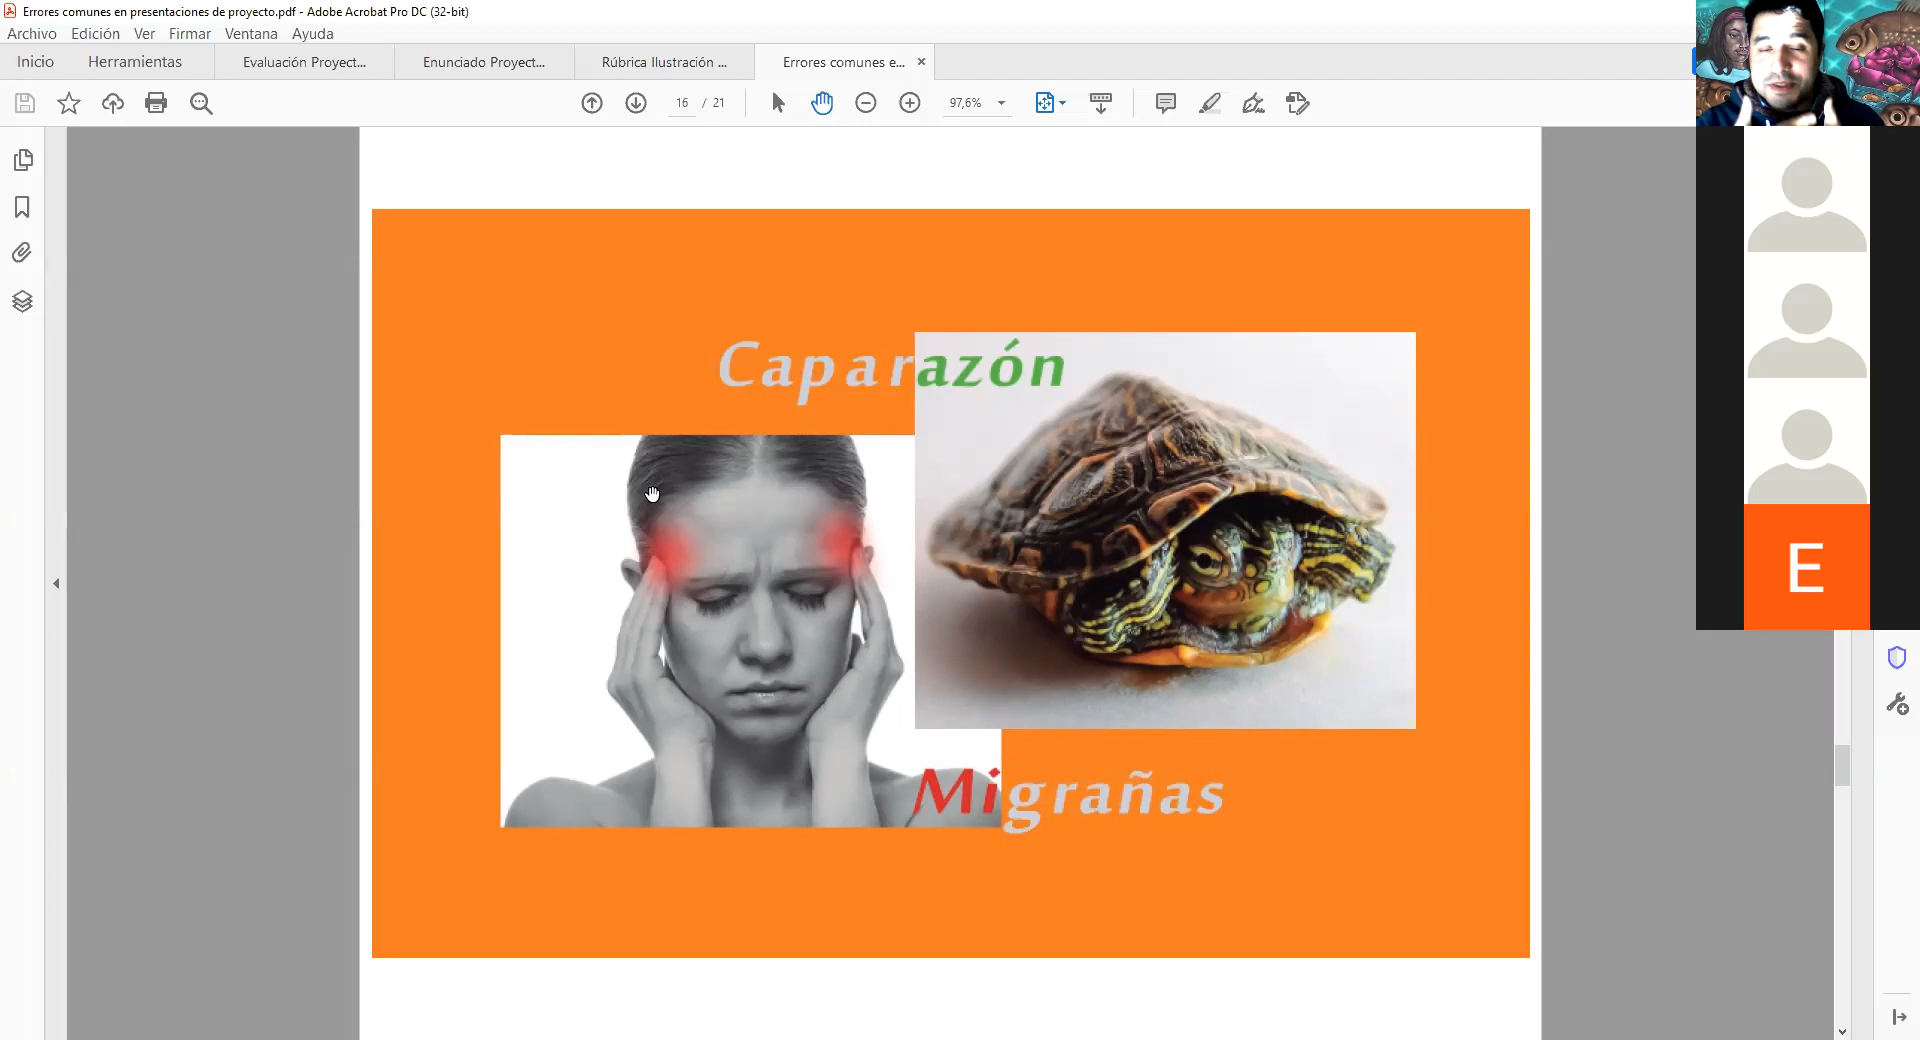 Errores comunes en presentaciones de proyecto.pdf - Adobe Acrobat Pro DC (32-bit)
Archivo Edición Ver Firmar Ventana Ayuda
Inicio Herramientas Evaluación Proyect... Enunciado Proyect... Rúbrica Ilustración ... Errores comunes e... ×
16 / 21 97,6%
Caparazón
Migrañas
E